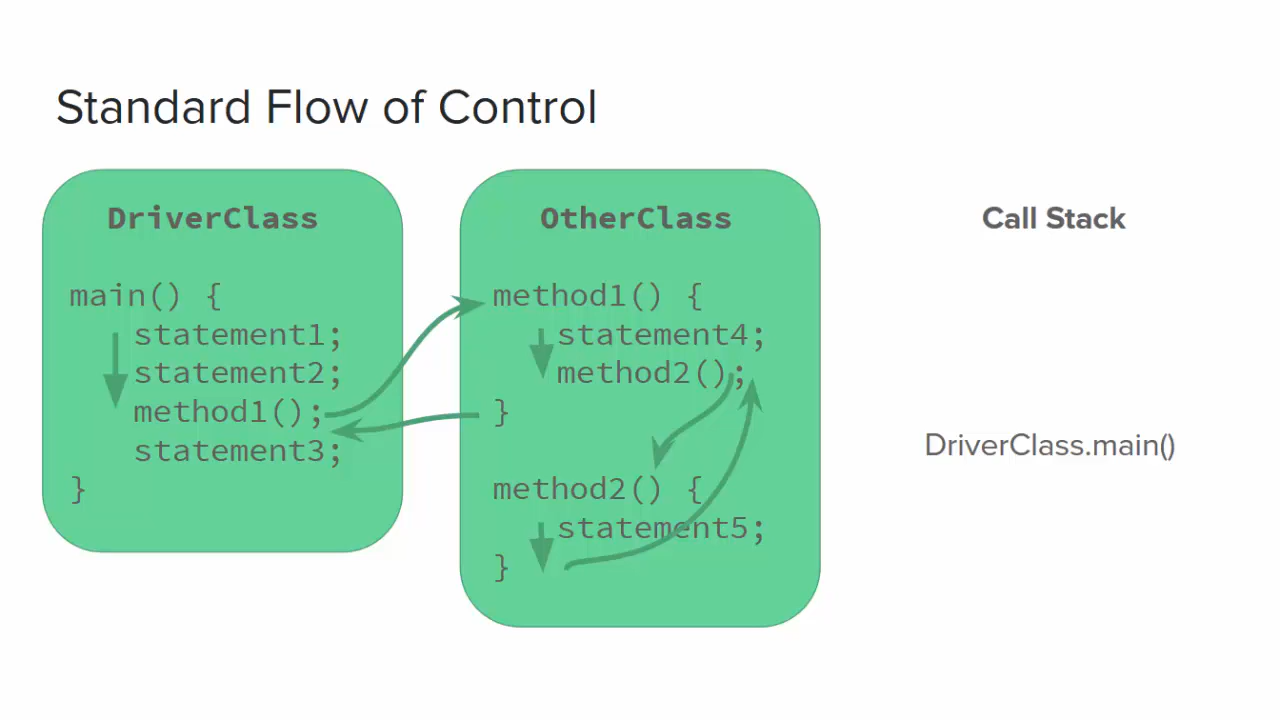 Standard Flow of Control
DriverClass
main() {
statement1;
statement2;
method1();
statement3;
}
OtherClass
method1() {
statement4;
method2();
}
method2() {
statement5;
}
Call Stack
DriverClass.main()